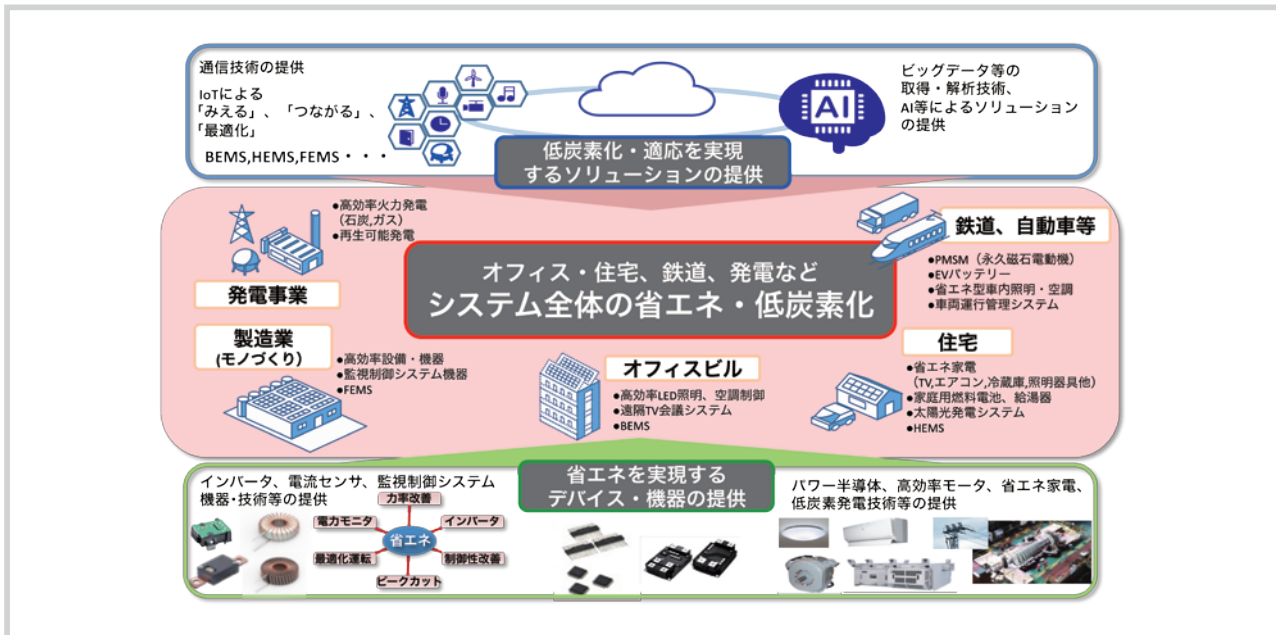 通信技術の提供
IoTによる
「みえる」、「つながる」、
「最適化」
BEMS,HEMS,FEMS・・・
AI
ビッグデータ等の
取得・解析技術、
AI等によるソリューション
の提供
低炭素化・適応を実現
するソリューションの提供
●高効率火力発電
（石炭,ガス）
●再生可能発電
発電事業
鉄道、自動車等
●PMSM（永久磁石電動機）
●EVバッテリー
●省エネ型車内照明・空調
●車両運行管理システム
オフィス・住宅、鉄道、発電など
システム全体の省エネ・低炭素化
製造業
(モノづくり）
●高効率設備・機器
●監視制御システム機器
●FEMS
オフィスビル
●高効率LED照明、空調制御
●遠隔TV会議システム
●BEMS
住宅
●省エネ家電
（TV,エアコン,冷蔵庫,照明器具他）
●家庭用燃料電池、給湯器
●太陽光発電システム
●HEMS
省エネを実現する
デバイス・機器の提供
インバータ、電流センサ、監視制御システム
機器・技術等の提供
力率改善
電力モニタ
インバータ
省エネ
最適化運転
制御性改善
ピークカット
パワー半導体、高効率モータ、省エネ家電、
低炭素発電技術等の提供